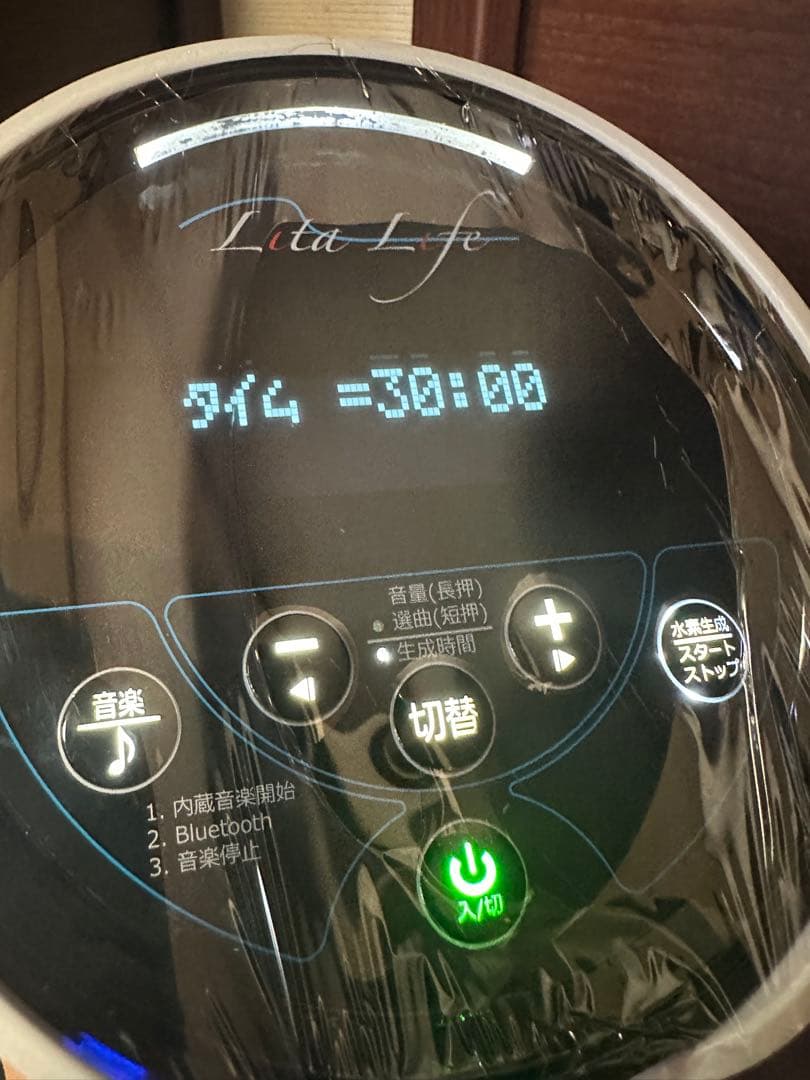 Lita Life
タイム =30:00
音量(長押)
選曲(短押)
生成時間
切替
水素生成
スタート
ストップ
音楽
1. 内蔵音楽開始
2. Bluetooth
3. 音楽停止
入/切